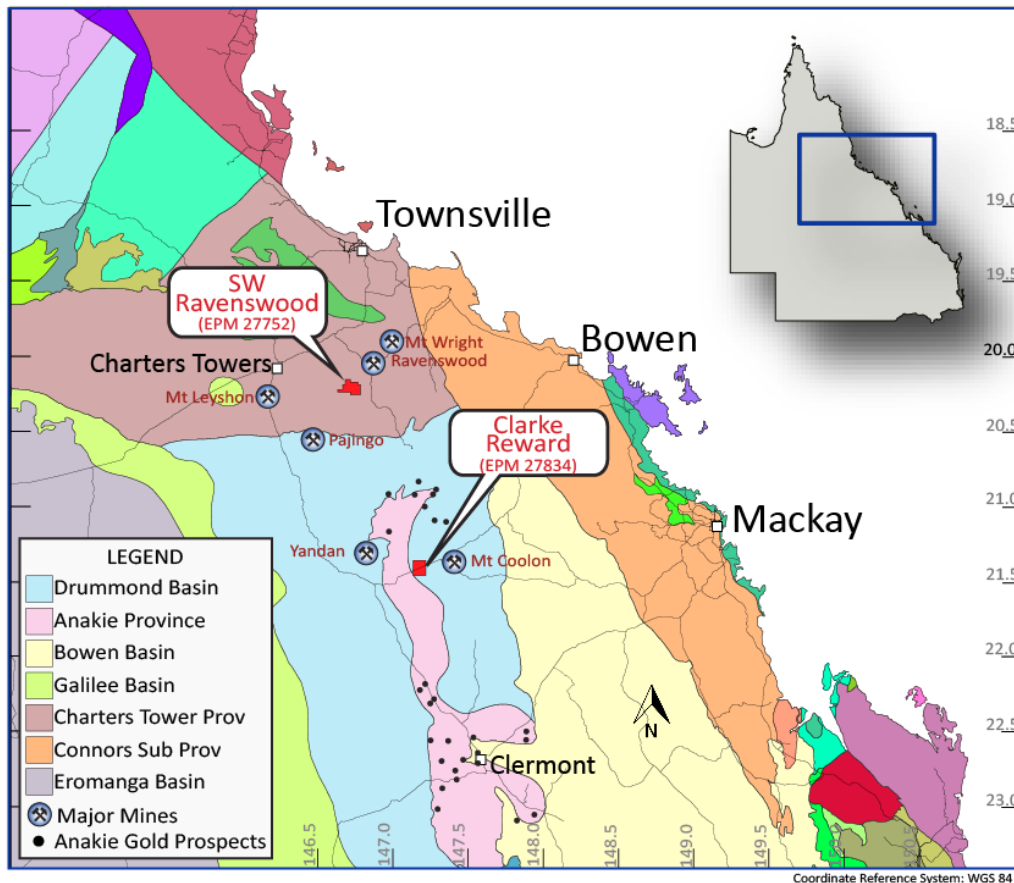 18.5
19.0
19.5
20.0
20.5
21.0
21.5
22.0
22.5
23.0
Townsville
SW
Ravenswood
(EPM 27752)
Mt Wright
Ravenswood
Charters Towers
Mt Leyshon
Pajingo
Bowen
Clarke
Reward
(EPM 27834)
Mackay
Yandan
Mt Coolon
LEGEND
Drummond Basin
Anakie Province
Bowen Basin
Galilee Basin
Charters Tower Prov
Connors Sub Prov
Eromanga Basin
Major Mines
Anakie Gold Prospects
N
Clermont
146.5
147.0
147.5
148.0
148.5
149.0
149.5
150.0
150.5
Coordinate Reference System: WGS 84